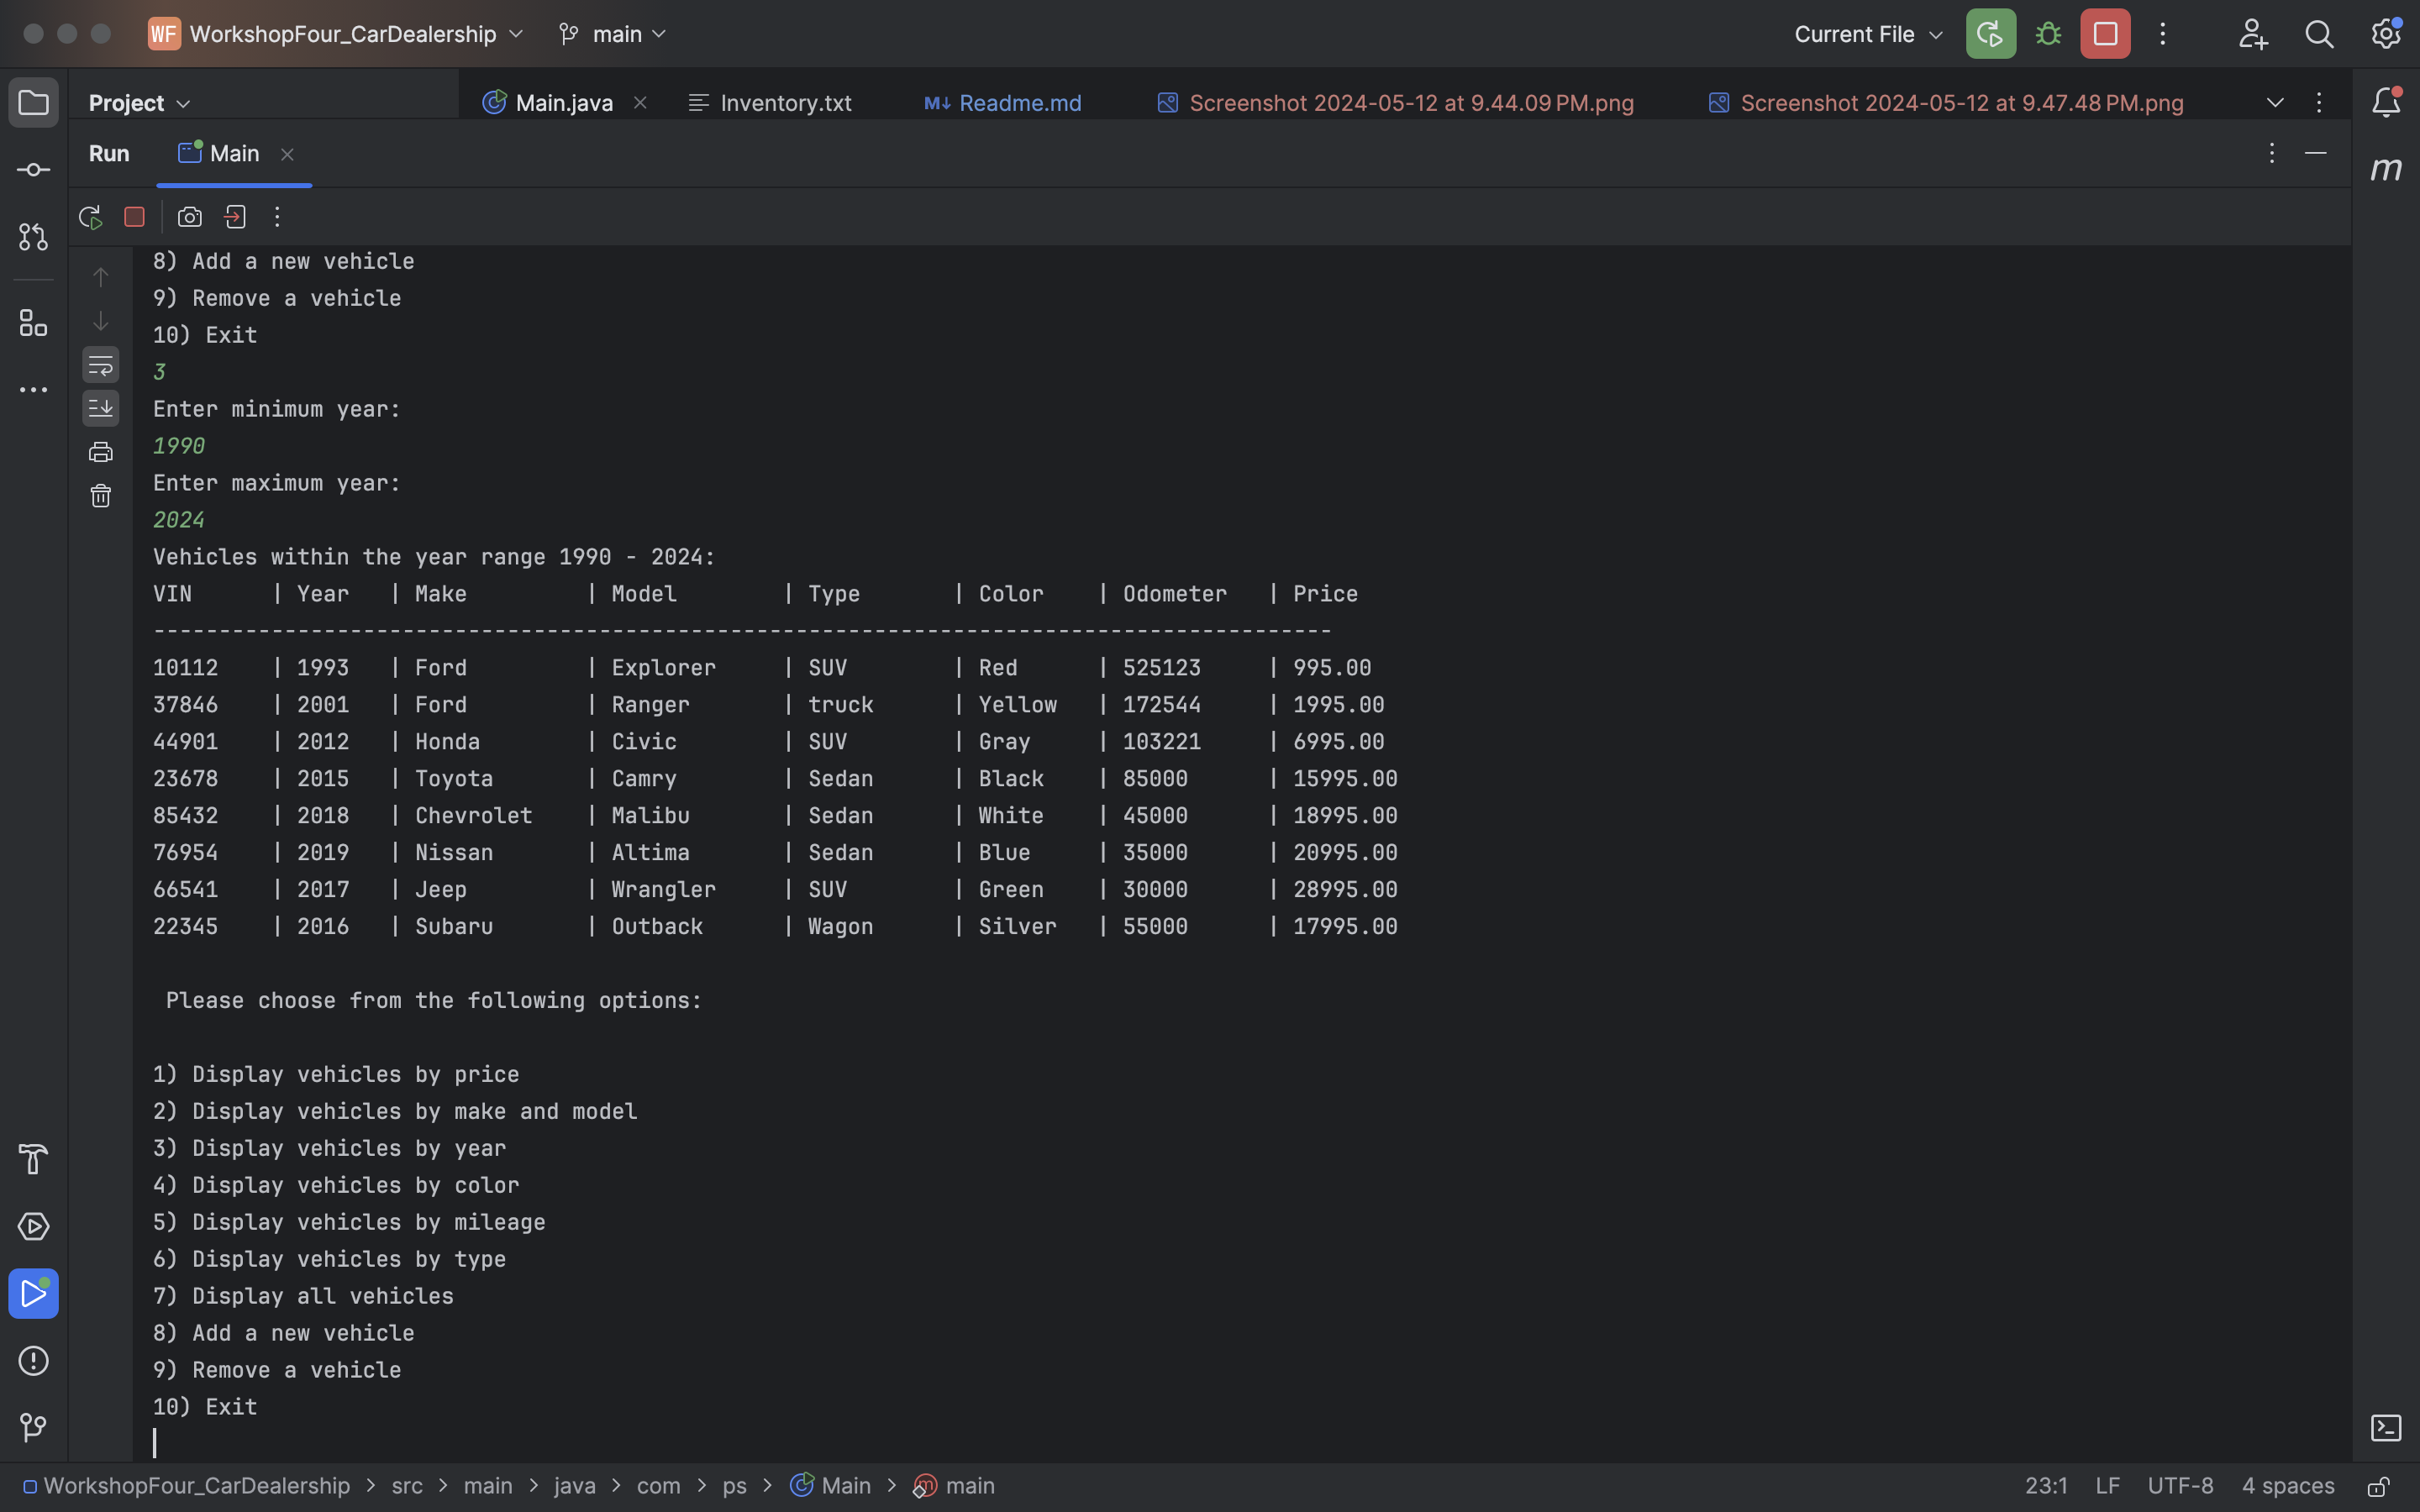 WF WorkshopFour_CarDealership main Current File
Project Main.java Inventory.txt M↓ Readme.md Screenshot 2024-05-12 at 9.44.09 PM.png Screenshot 2024-05-12 at 9.47.48 PM.png
Run Main
m
8) Add a new vehicle
9) Remove a vehicle
10) Exit
3
Enter minimum year:
1990
Enter maximum year:
2024
Vehicles within the year range 1990 - 2024:
VIN | Year | Make | Model | Type | Color | Odometer | Price
------------------------------------------------------------------------------------------
10112 | 1993 | Ford | Explorer | SUV | Red | 525123 | 995.00
37846 | 2001 | Ford | Ranger | truck | Yellow | 172544 | 1995.00
44901 | 2012 | Honda | Civic | SUV | Gray | 103221 | 6995.00
23678 | 2015 | Toyota | Camry | Sedan | Black | 85000 | 15995.00
85432 | 2018 | Chevrolet | Malibu | Sedan | White | 45000 | 18995.00
76954 | 2019 | Nissan | Altima | Sedan | Blue | 35000 | 20995.00
66541 | 2017 | Jeep | Wrangler | SUV | Green | 30000 | 28995.00
22345 | 2016 | Subaru | Outback | Wagon | Silver | 55000 | 17995.00
Please choose from the following options:
1) Display vehicles by price
2) Display vehicles by make and model
3) Display vehicles by year
4) Display vehicles by color
5) Display vehicles by mileage
6) Display vehicles by type
7) Display all vehicles
8) Add a new vehicle
9) Remove a vehicle
10) Exit
WorkshopFour_CarDealership > src > main > java > com > ps > Main > main 23:1 LF UTF-8 4 spaces